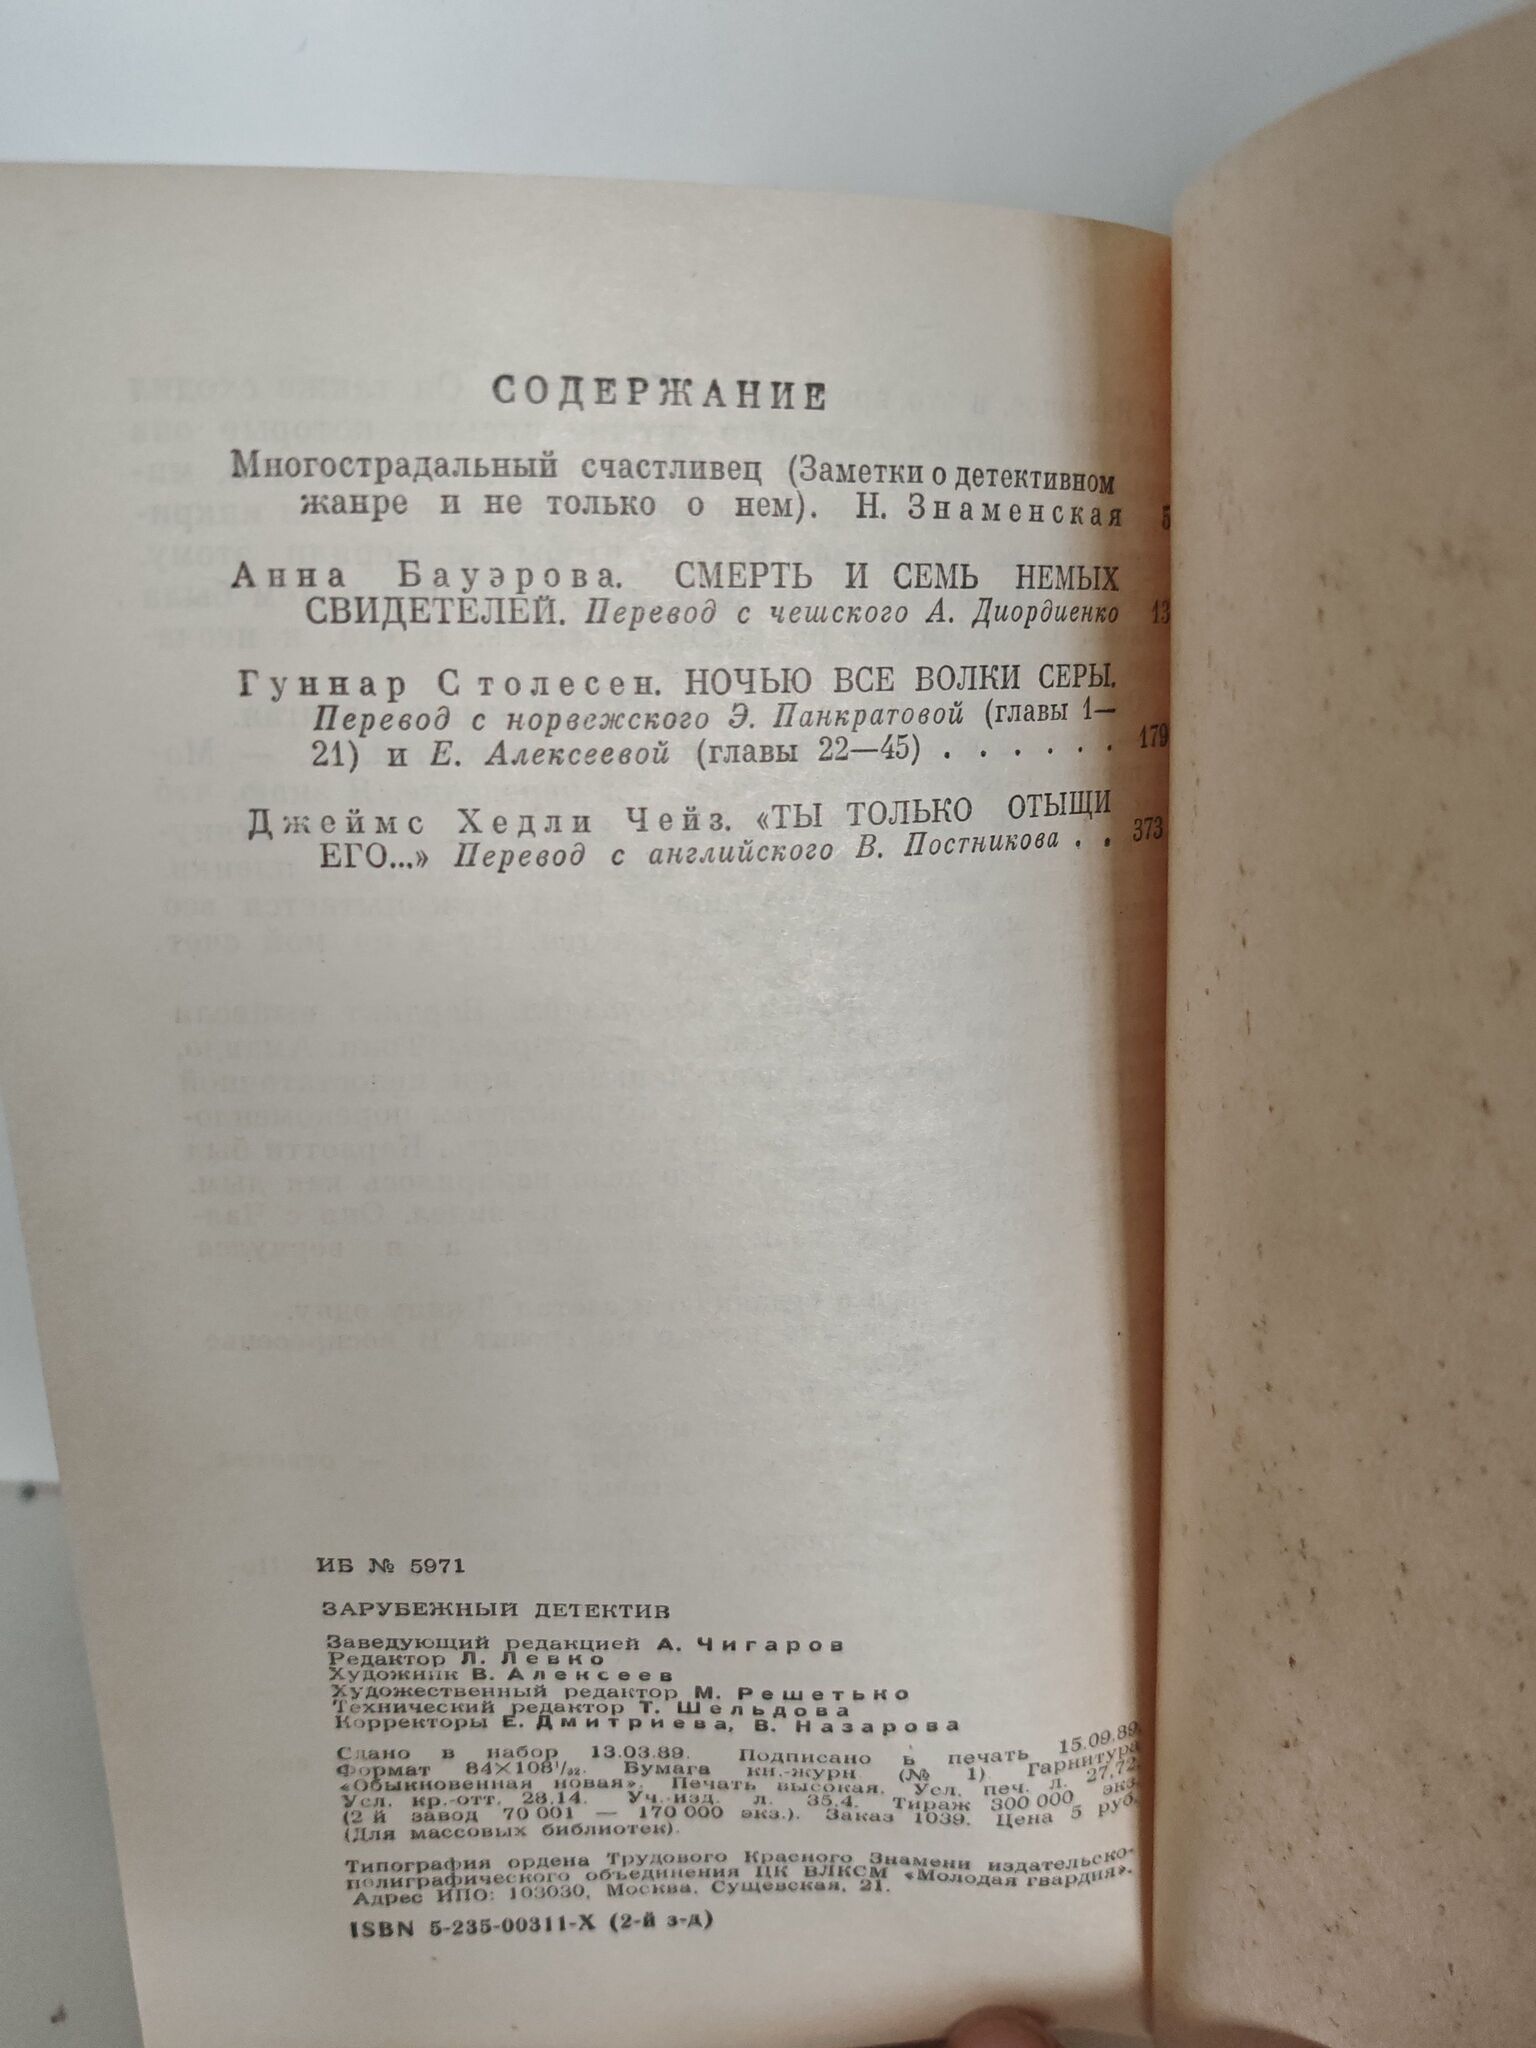 СОДЕРЖАНИЕ
Многострадальный счастливец (Заметки о детективном
жанре и не только о нем). Н. Знаменская 5
Анна Бауэрова. СМЕРТЬ И СЕМЬ НЕМЫХ
СВИДЕТЕЛЕЙ. Перевод с чешского А. Диордиенко 13
Гуннар Столесен. НОЧЬЮ ВСЕ ВОЛКИ СЕРЫ.
Перевод с норвежского Э. Панкратовой (главы 1—
21) и Е. Алексеевой (главы 22—45) . . . . . . 179
Джеймс Хедли Чейз. «ТЫ ТОЛЬКО ОТЫЩИ
ЕГО...» Перевод с английского В. Постникова . . 373
ИБ № 5971
ЗАРУБЕЖНЫЙ ДЕТЕКТИВ
Заведующий редакцией А. Чигаров
Редактор Л. Левко
Художник В. Алексеев
Художественный редактор М. Решетько
Технический редактор Т. Шельдова
Корректоры Е. Дмитриева, В. Назарова
Сдано в набор 13.03.89. Подписано в печать 15.09.89.
Формат 84×108¹/₃₂. Бумага кн.-журн (№ 1). Гарнитура
«Обыкновенная новая». Печать высокая. Усл. печ. л. 27,72.
Усл. кр.-отт. 28,14. Уч.-изд. л. 35,4. Тираж 300 000 экз.
(2-й завод 70 001 — 170 000 экз.). Заказ 1039. Цена 5 руб.
(Для массовых библиотек).
Типография ордена Трудового Красного Знамени издательско-
полиграфического объединения ЦК ВЛКСМ «Молодая гвардия».
Адрес ИПО: 103030, Москва, Сущевская, 21.
ISBN 5-235-00311-X (2-й з-д)